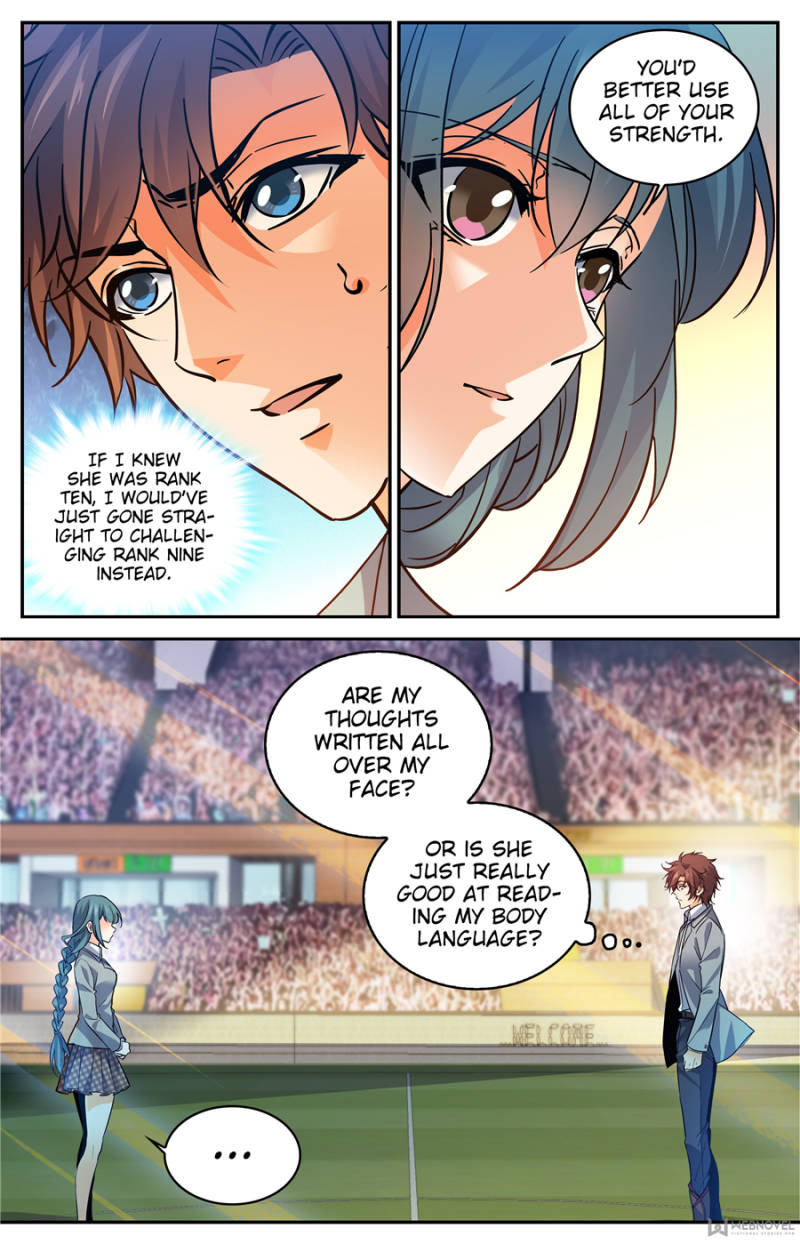 YOU'D
BETTER USE
ALL OF YOUR
STRENGTH.
IF I KNEW
SHE WAS RANK
TEN, I WOULD'VE
JUST GONE STRA-
IGHT TO CHALLEN-
GING RANK NINE
INSTEAD.
ARE MY
THOUGHTS
WRITTEN ALL
OVER MY
FACE?
OR IS SHE
JUST REALLY
GOOD AT READ-
ING MY BODY
LANGUAGE?
WELCOME
...
WEBNOVEL